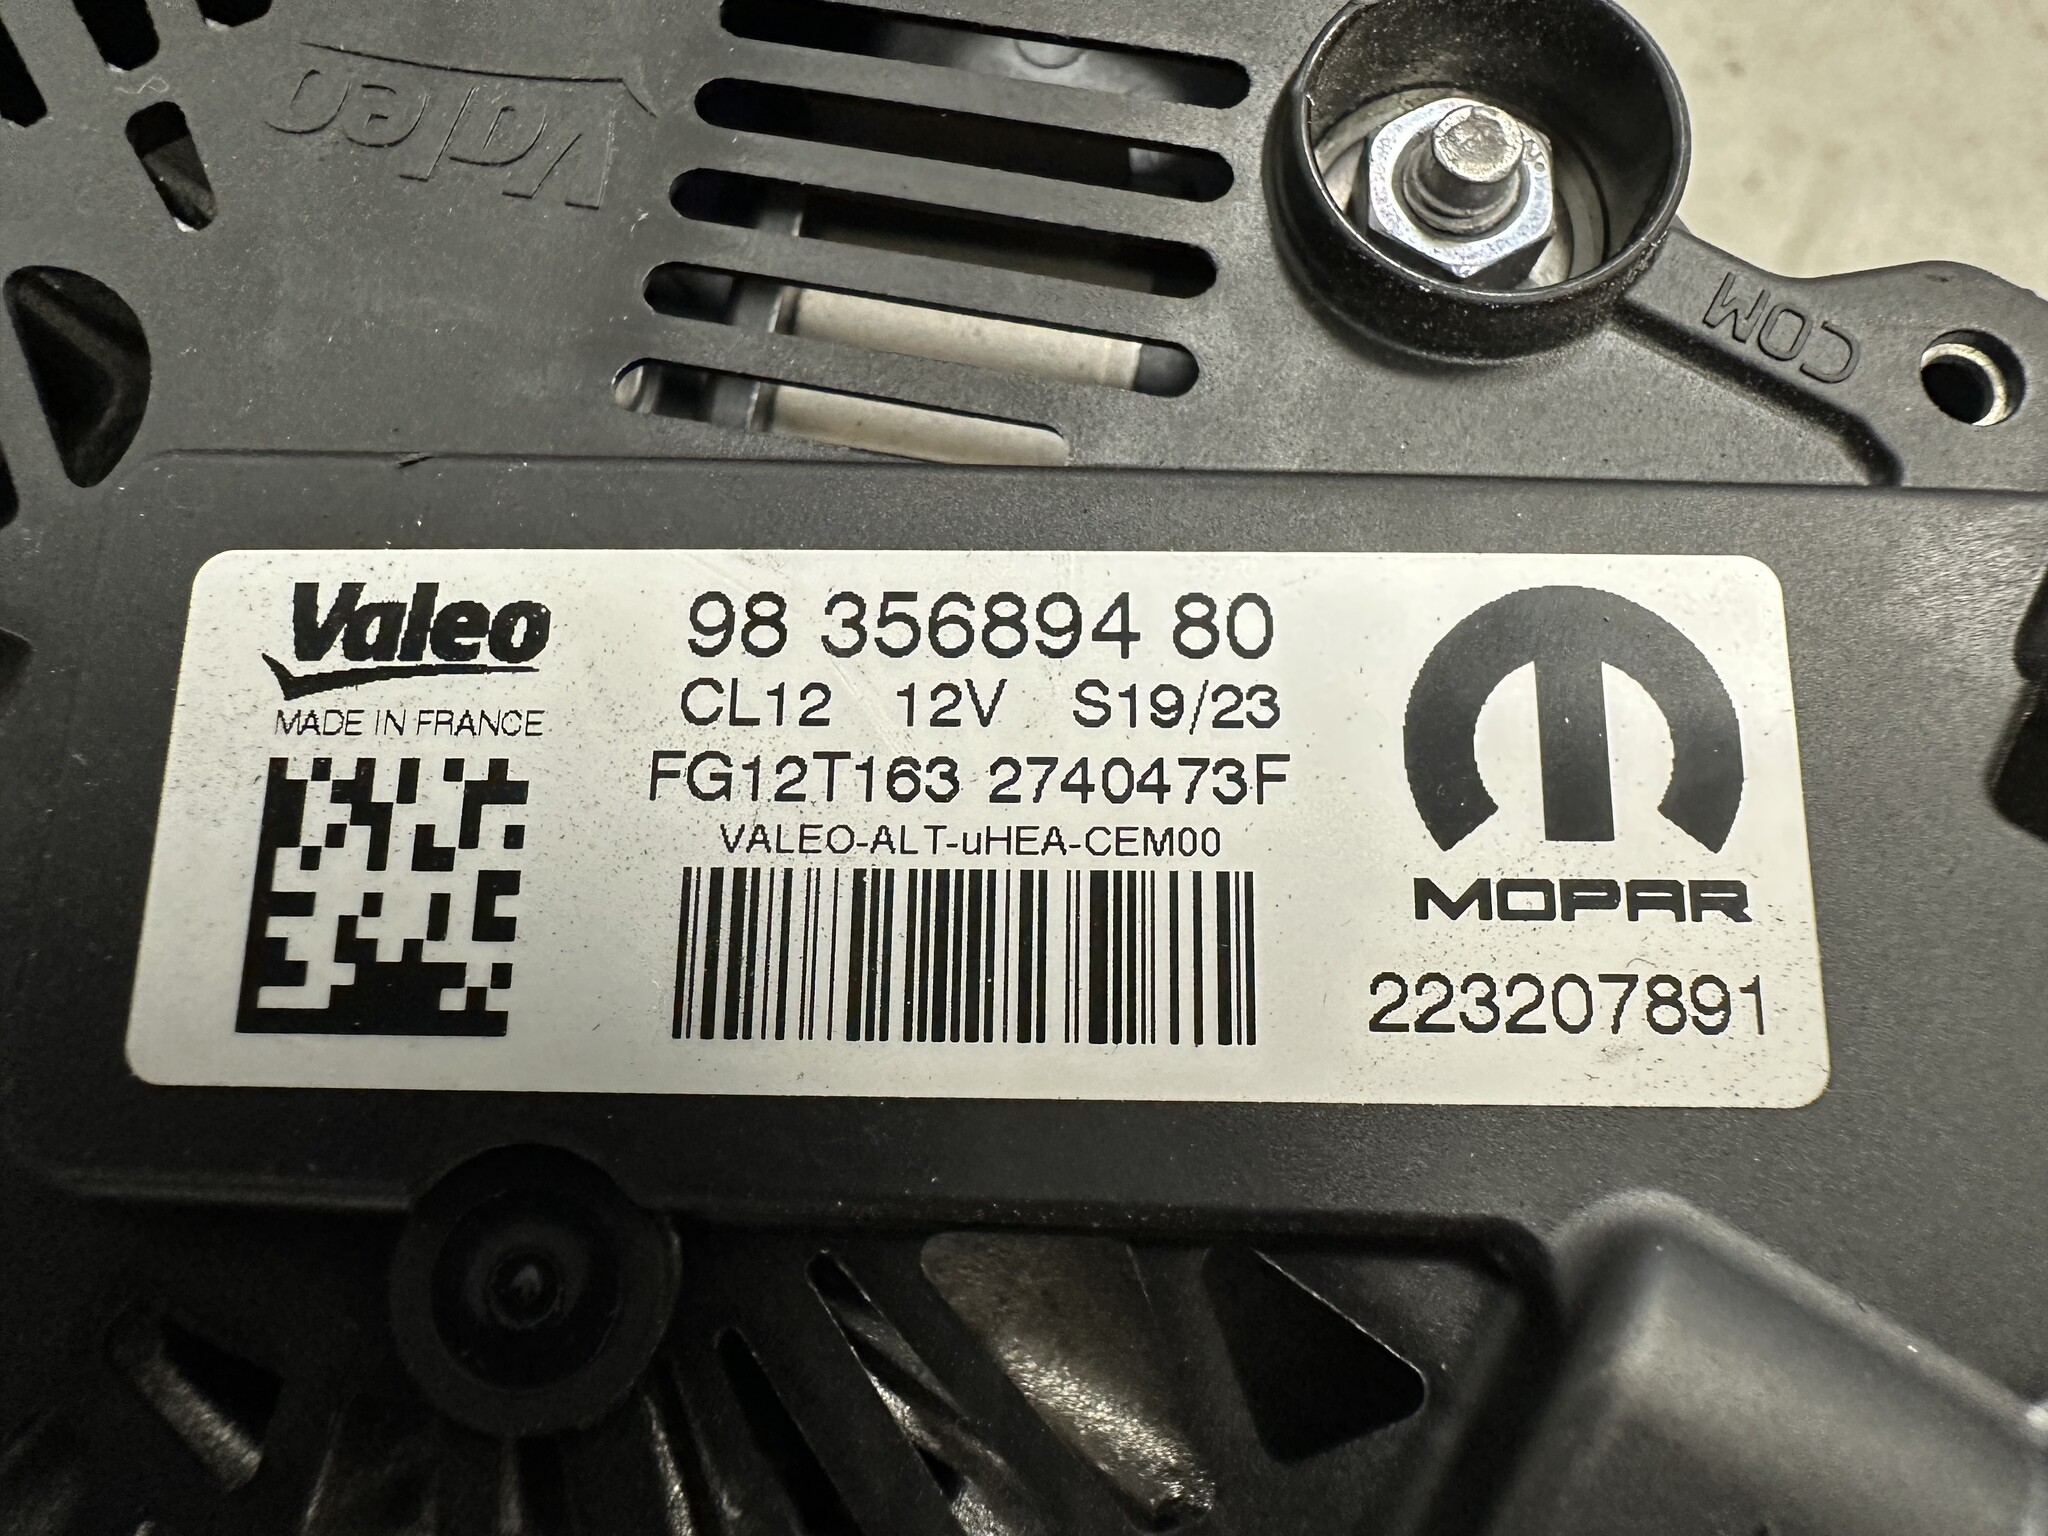 Valeo
COM
Valeo
MADE IN FRANCE
98 356894 80
CL12 12V S19/23
FG12T163 2740473F
VALEO-ALT-uHEA-CEM00
MOPAR
223207891